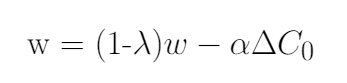 w = (1-λ)w − αΔC₀